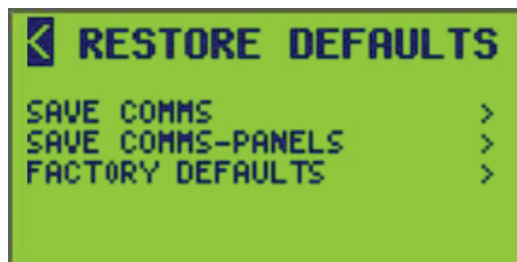 < RESTORE DEFAULTS
SAVE COMMS >
SAVE COMMS-PANELS >
FACTORY DEFAULTS >